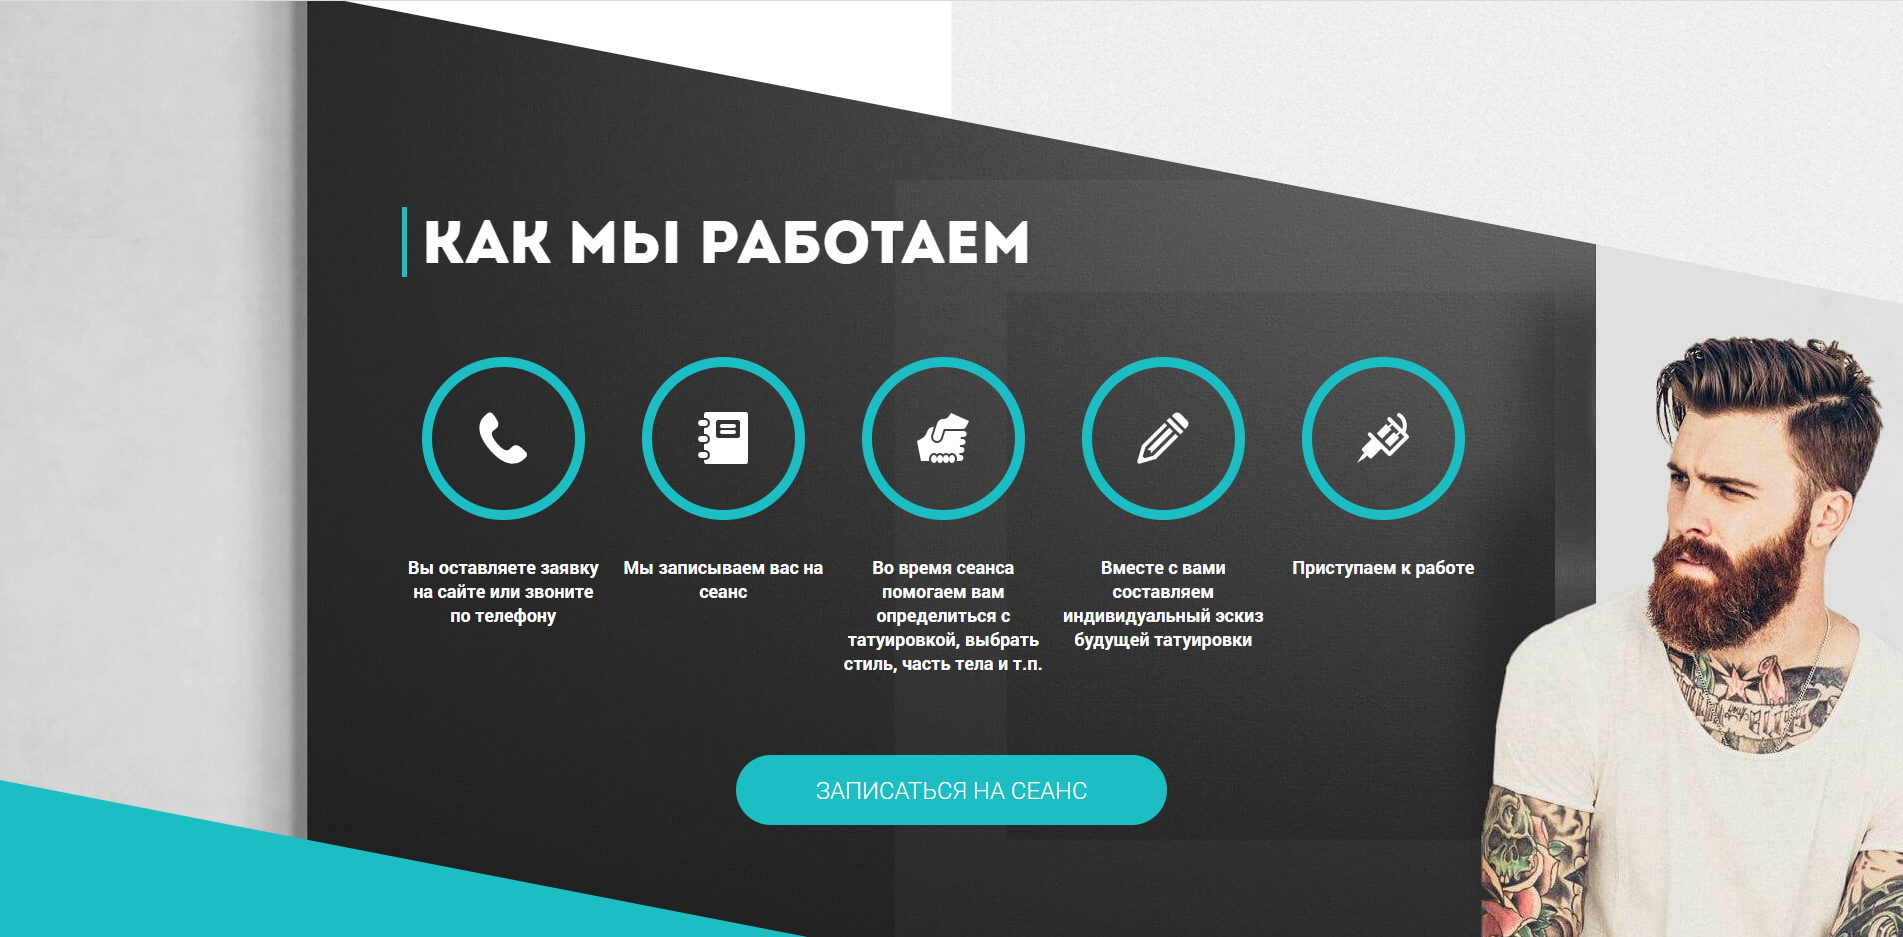 КАК МЫ РАБОТАЕМ
Вы оставляете заявку
на сайте или звоните
по телефону
Мы записываем вас на
сеанс
Во время сеанса
помогаем вам
определиться с
татуировкой, выбрать
стиль, часть тела и т.п.
Вместе с вами
составляем
индивидуальный эскиз
будущей татуировки
Приступаем к работе
ЗАПИСАТЬСЯ НА СЕАНС